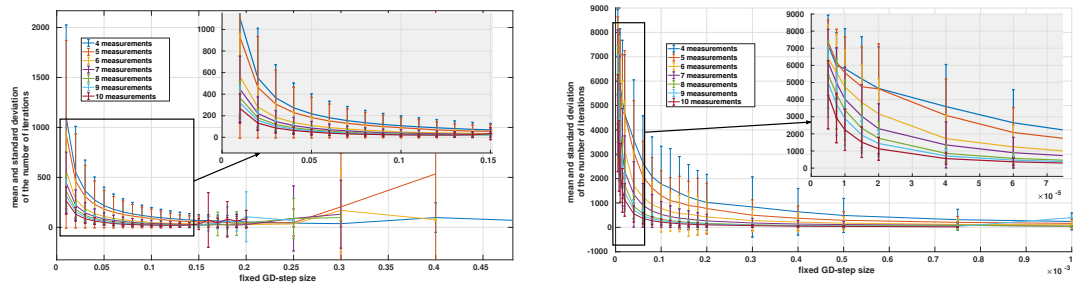 mean and standard deviation
of the number of iterations
2200
2000
1500
1000
500
0
-300
0 0.05 0.1 0.15 0.2 0.25 0.3 0.35 0.4 0.45
fixed GD-step size
4 measurements
5 measurements
6 measurements
7 measurements
8 measurements
9 measurements
10 measurements
1000
800
600
400
200
0
0 0.05 0.1 0.15
mean and standard deviation
of the number of iterations
9000
8000
7000
6000
5000
4000
3000
2000
1000
0
-1000
0 0.1 0.2 0.3 0.4 0.5 0.6 0.7 0.8 0.9 1
×10 -3
fixed GD-step size
4 measurements
5 measurements
6 measurements
7 measurements
8 measurements
9 measurements
10 measurements
9000
8000
7000
6000
5000
4000
3000
2000
1000
0
0 1 2 3 4 5 6 7
×10 -5